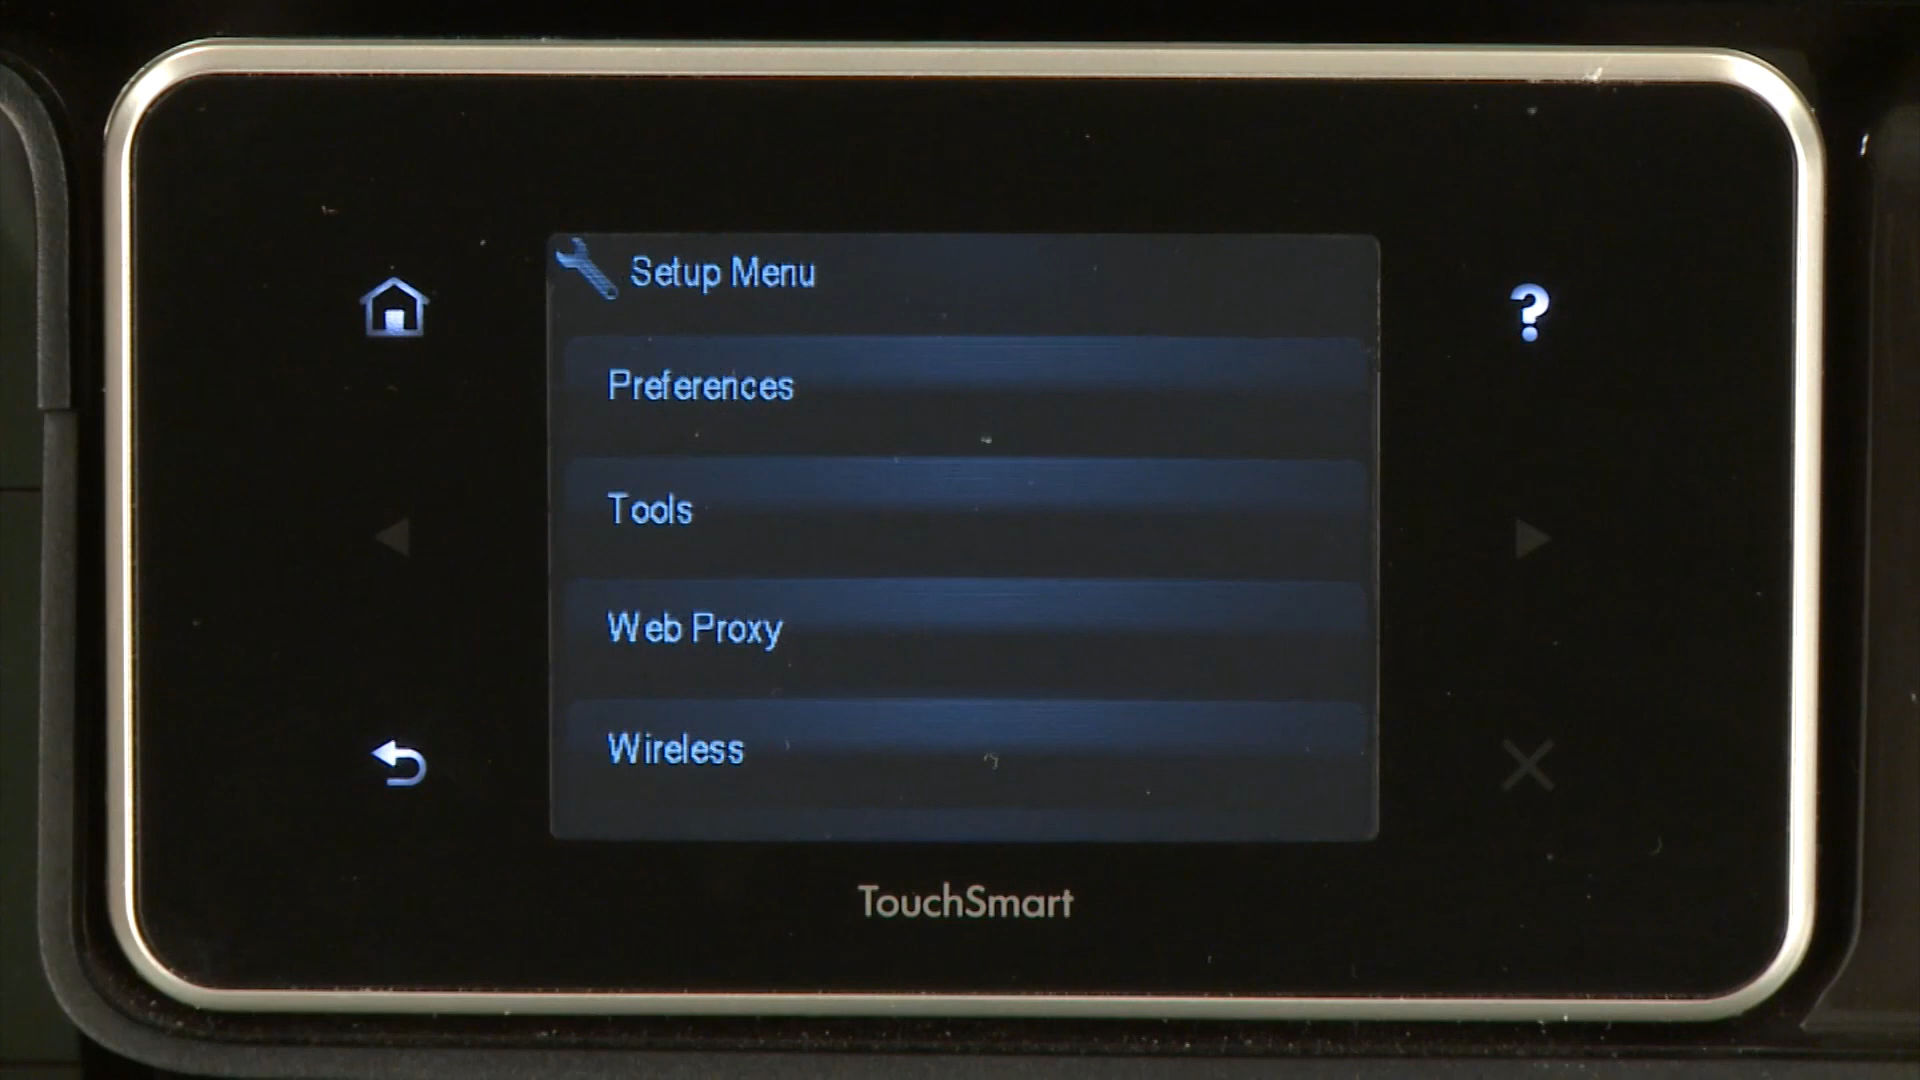 Setup Menu
Preferences
Tools
Web Proxy
Wireless
TouchSmart